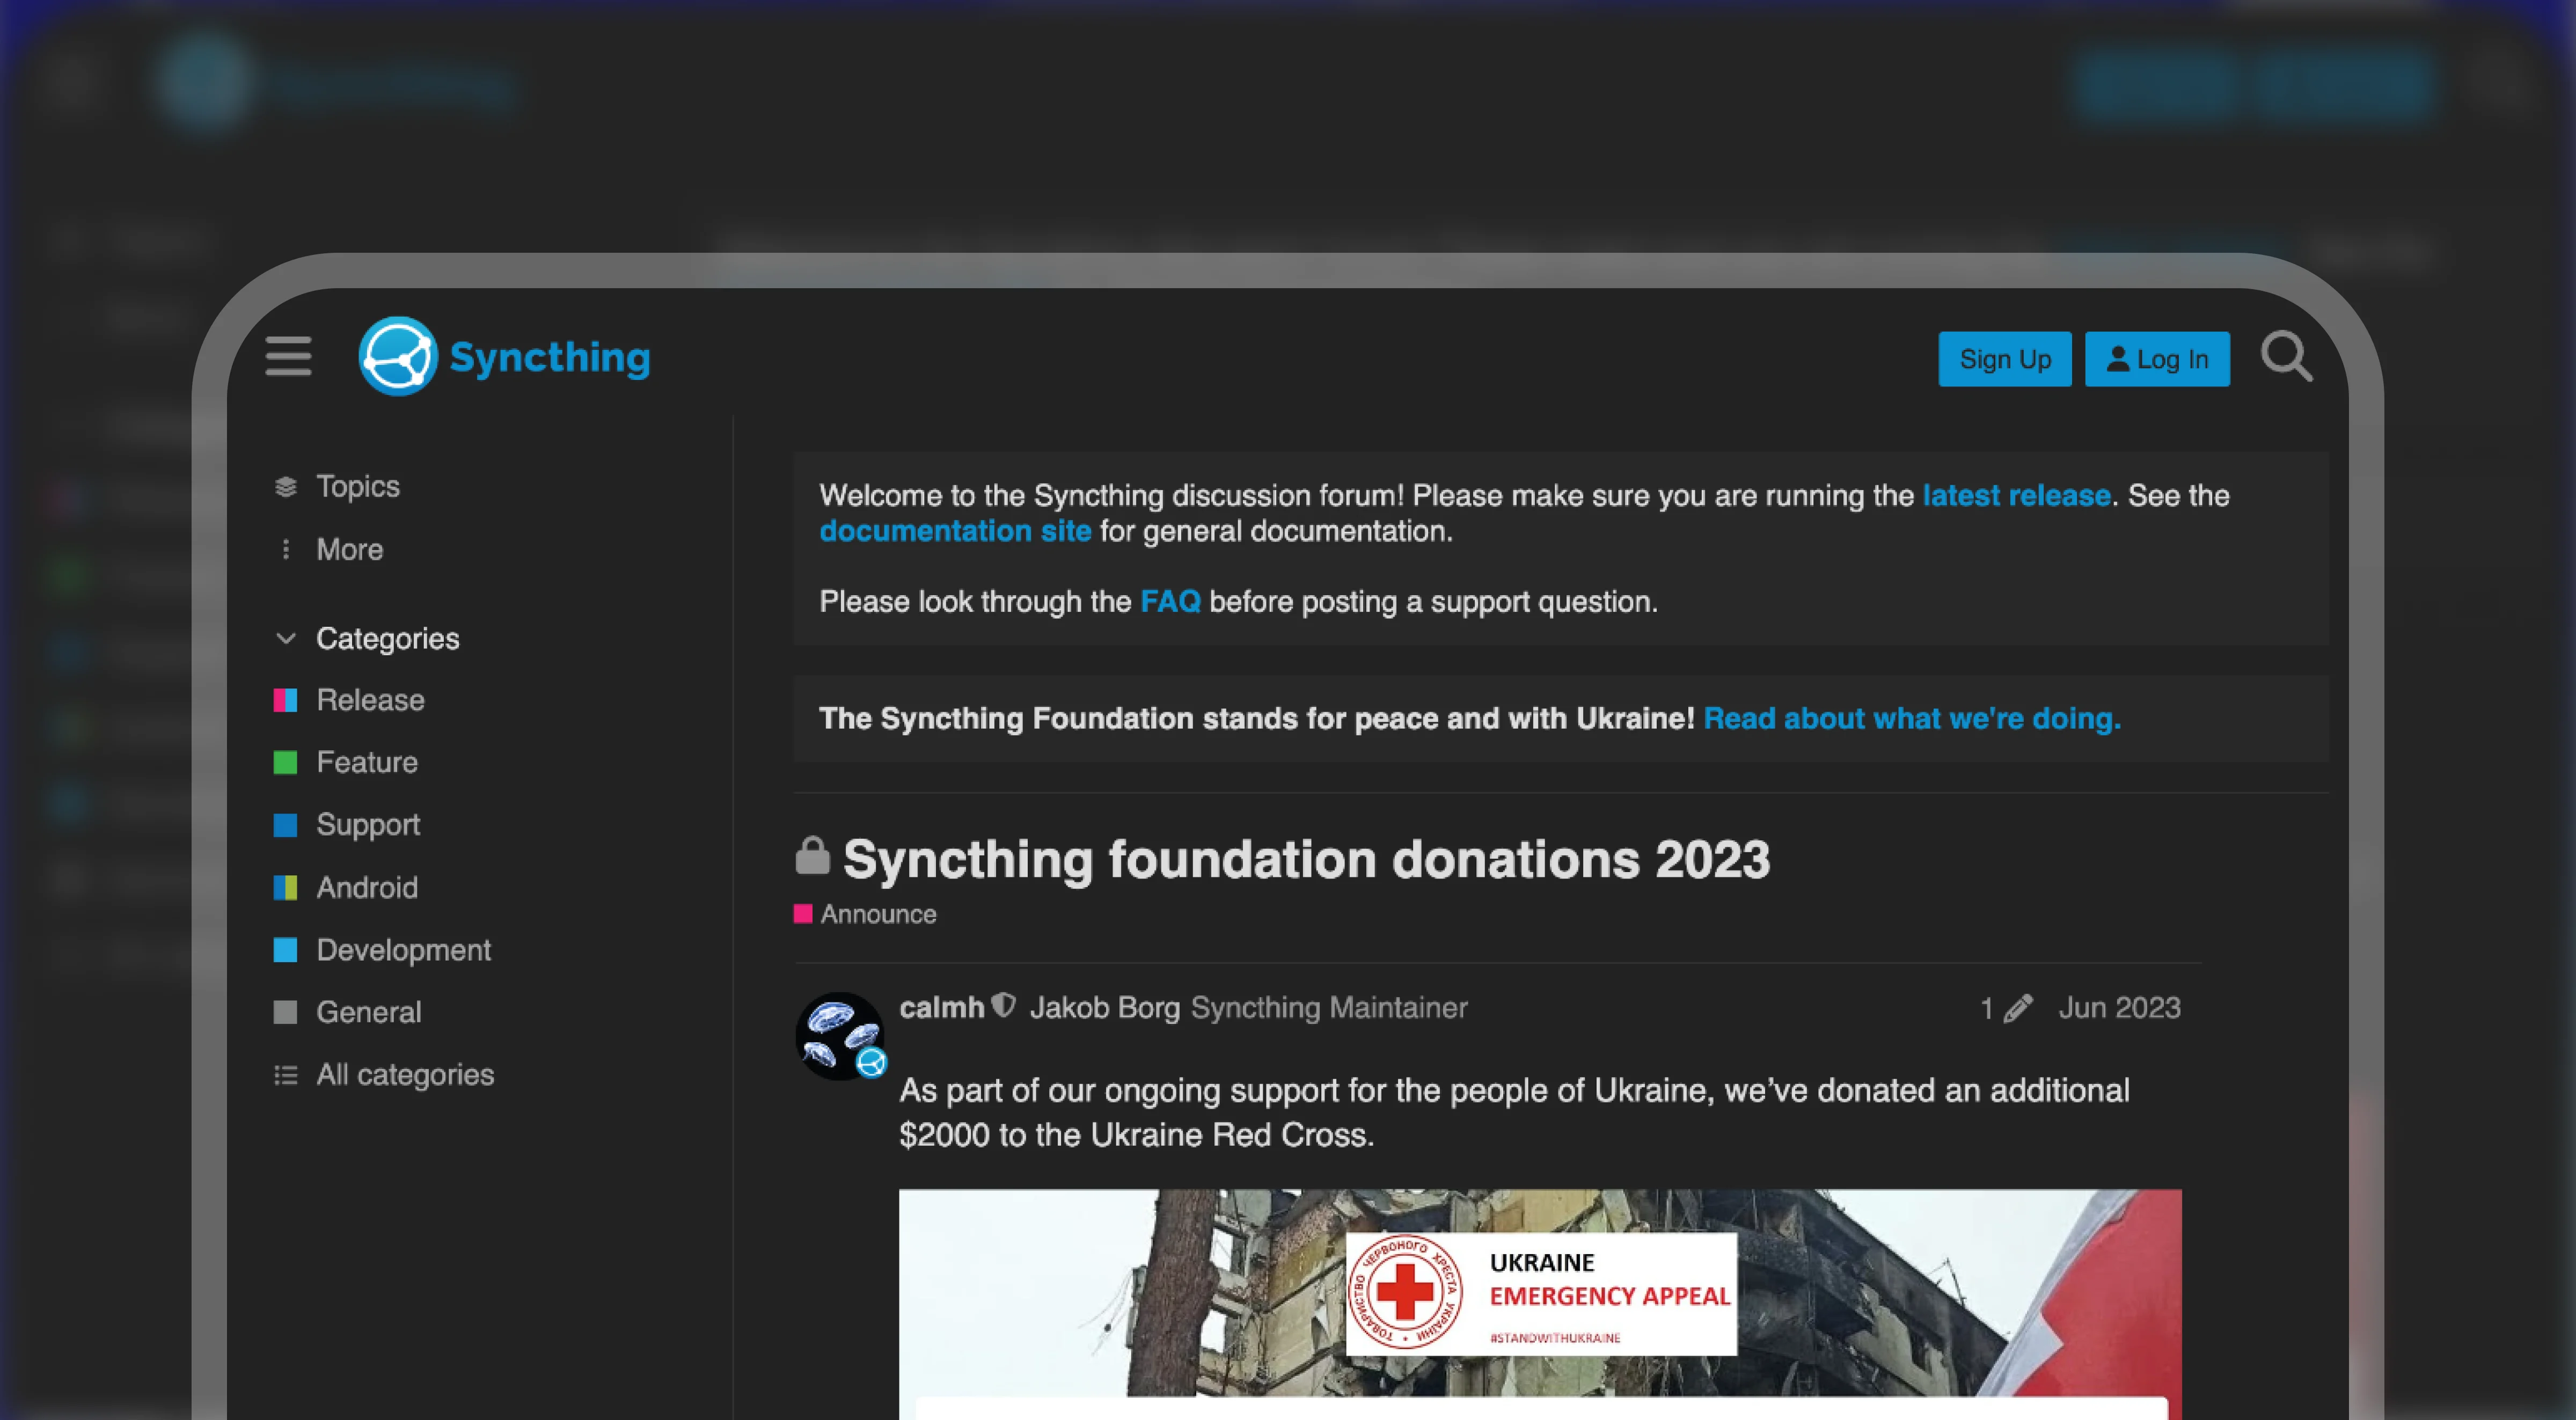 Syncthing
Sign Up
Log In
Topics
More
Categories
Release
Feature
Support
Android
Development
General
All categories
Welcome to the Syncthing discussion forum! Please make sure you are running the latest release. See the
documentation site for general documentation.
Please look through the FAQ before posting a support question.
The Syncthing Foundation stands for peace and with Ukraine! Read about what we're doing.
Syncthing foundation donations 2023
Announce
calmh Jakob Borg Syncthing Maintainer 1 Jun 2023
As part of our ongoing support for the people of Ukraine, we’ve donated an additional
$2000 to the Ukraine Red Cross.
ТОВАРИСТВО ЧЕРВОНОГО ХРЕСТА УКРАЇНИ
UKRAINE
EMERGENCY APPEAL
#STANDWITHUKRAINE